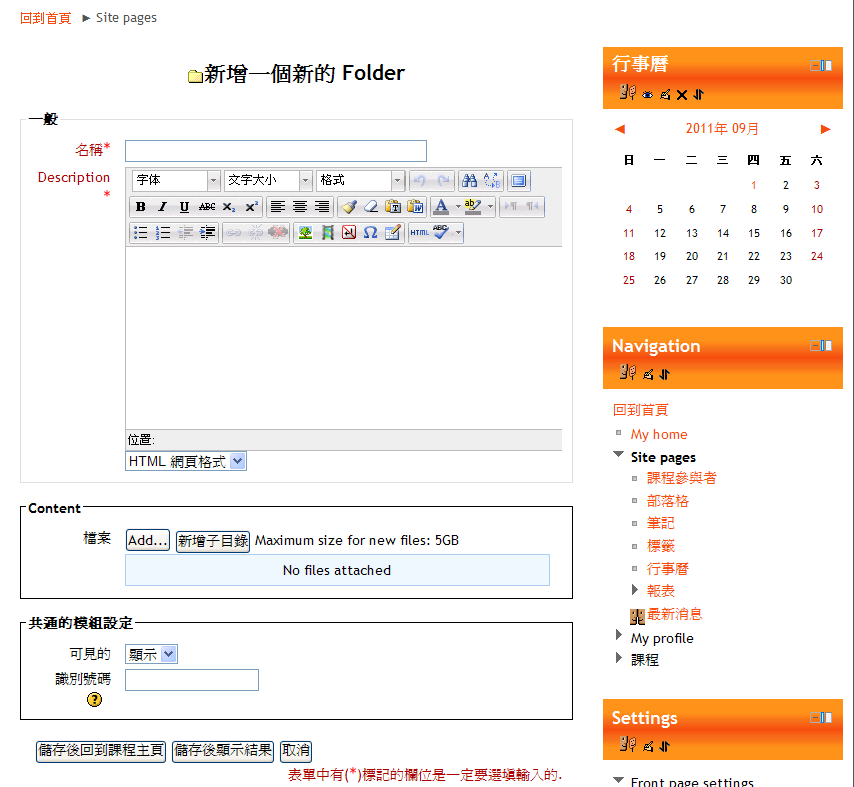 回到首頁 ► Site pages
新增一個新的 Folder
一般
名稱*
Description
*
字体 文字大小 格式
B I U ABC X₂ X²
HTML ABC
位置:
HTML 網頁格式
Content
檔案 Add... 新增子目錄 Maximum size for new files: 5GB
No files attached
共通的模組設定
可見的 顯示
識別號碼
?
儲存後回到課程主頁 儲存後顯示結果 取消
表單中有(*)標記的欄位是一定要選填輸入的.
行事曆
◄ 2011年 09月 ►
日 一 二 三 四 五 六
1 2 3
4 5 6 7 8 9 10
11 12 13 14 15 16 17
18 19 20 21 22 23 24
25 26 27 28 29 30
Navigation
回到首頁
My home
Site pages
課程參與者
部落格
筆記
標籤
行事曆
報表
最新消息
My profile
課程
Settings
Front page settings